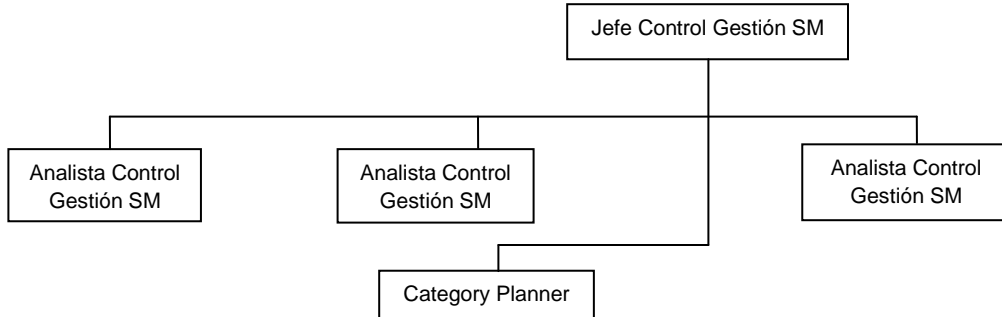 Jefe Control Gestión SM
Analista Control
Gestión SM
Analista Control
Gestión SM
Analista Control
Gestión SM
Category Planner